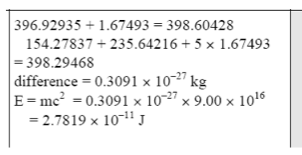 396.92935 + 1.67493 = 398.60428
154.27837 + 235.64216 + 5 × 1.67493
= 398.29468
difference = 0.3091 × 10⁻²⁷ kg
E = mc² = 0.3091 × 10⁻²⁷ × 9.00 × 10¹⁶
= 2.7819 × 10⁻¹¹ J